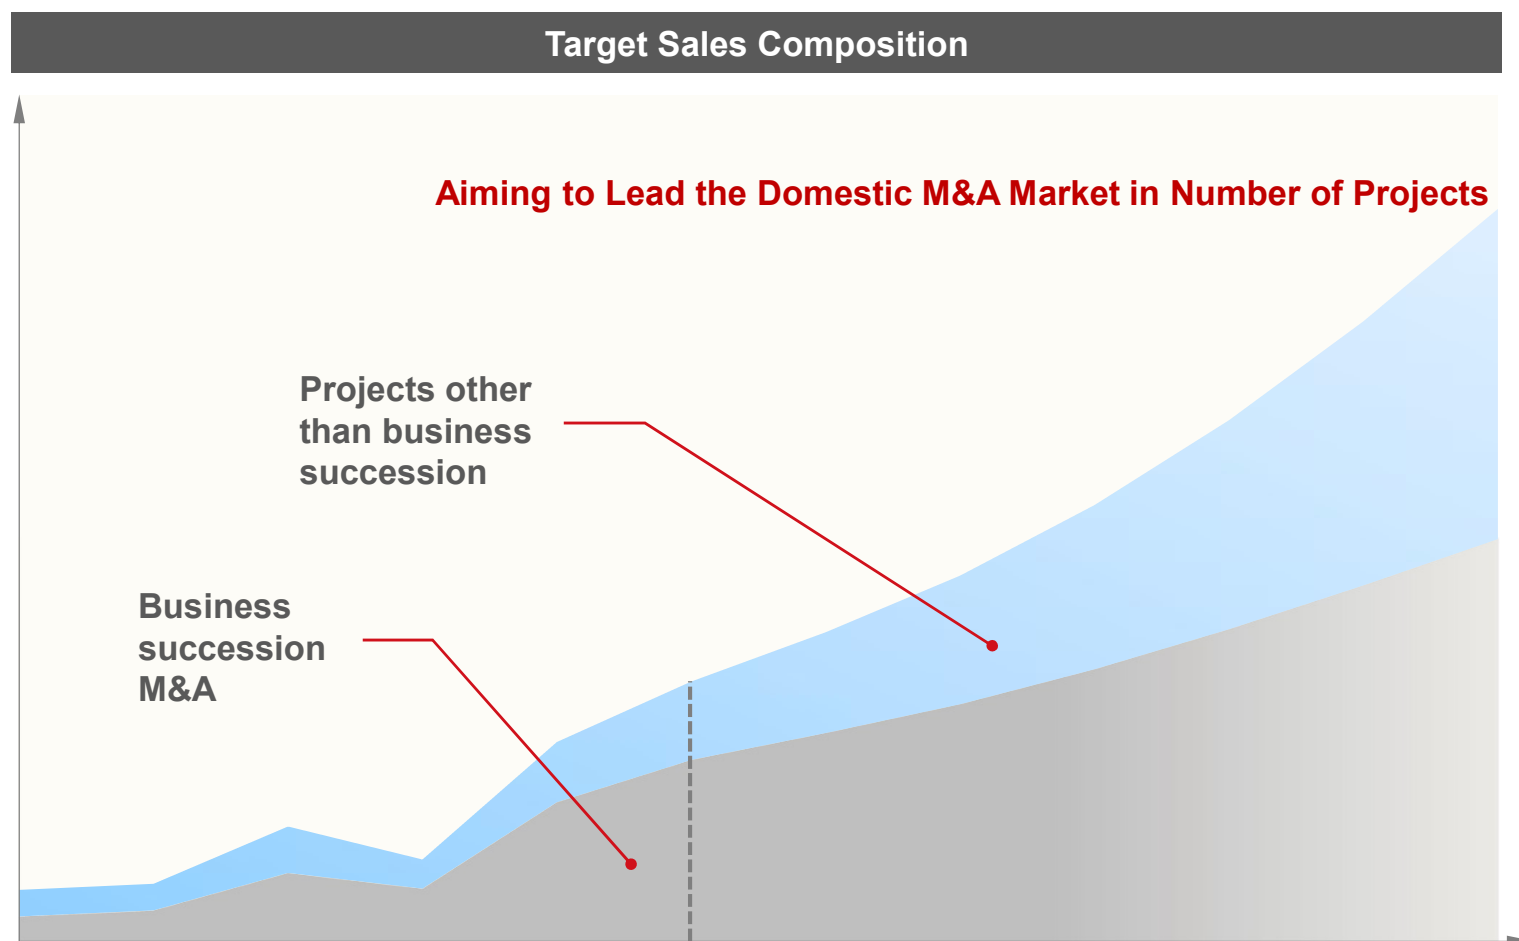 Target Sales Composition
Aiming to Lead the Domestic M&A Market in Number of Projects
Projects other
than business
succession
Business
succession
M&A